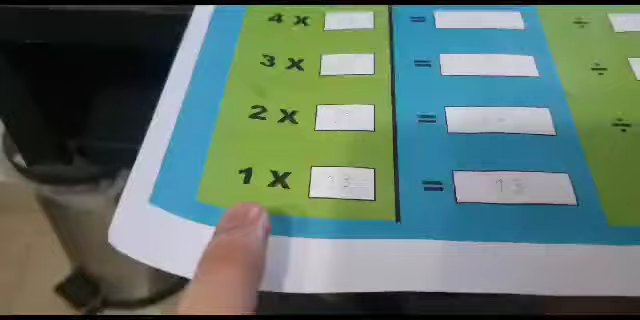 4 x = ÷
3 x = ÷
2 x = ÷
1 x 13 = 13